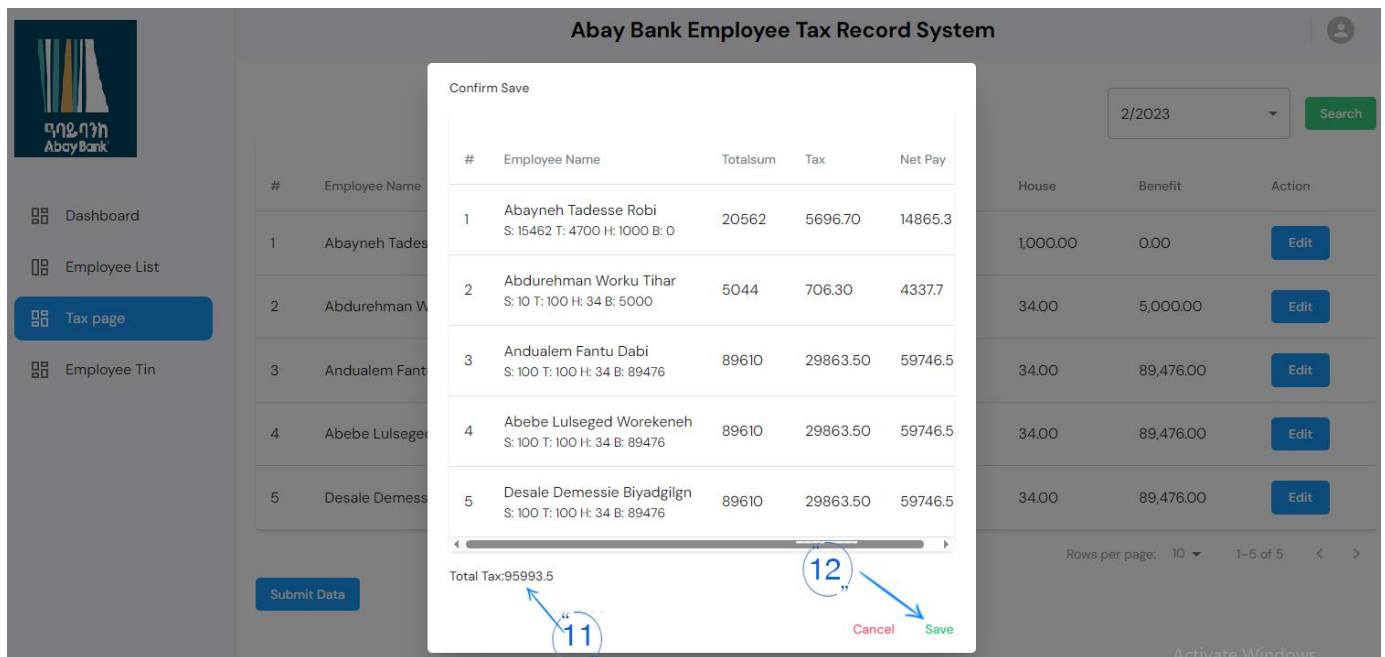 Abay Bank Employee Tax Record System
ዓባይ ባንክ
Abay Bank
Dashboard
Employee List
Tax page
Employee Tin
2/2023
Search
# Employee Name House Benefit Action
1 Abayneh Tades 1,000.00 0.00 Edit
2 Abdurehman W 34.00 5,000.00 Edit
3 Andualem Fant 34.00 89,476.00 Edit
4 Abebe Lulsege 34.00 89,476.00 Edit
5 Desale Demess 34.00 89,476.00 Edit
Rows per page: 10 1–5 of 5
Submit Data
Confirm Save
# Employee Name Totalsum Tax Net Pay
1 Abayneh Tadesse Robi 20562 5696.70 14865.3
S: 15462 T: 4700 H: 1000 B: 0
2 Abdurehman Worku Tihar 5044 706.30 4337.7
S: 10 T: 100 H: 34 B: 5000
3 Andualem Fantu Dabi 89610 29863.50 59746.5
S: 100 T: 100 H: 34 B: 89476
4 Abebe Lulseged Worekeneh 89610 29863.50 59746.5
S: 100 T: 100 H: 34 B: 89476
5 Desale Demessie Biyadgilgn 89610 29863.50 59746.5
S: 100 T: 100 H: 34 B: 89476
Total Tax:95993.5
“11”
“12”
Cancel Save
Activate Windows